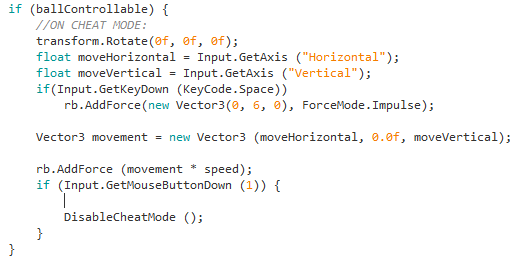 if (ballControllable) {
//ON CHEAT MODE:
transform.Rotate(0f, 0f, 0f);
float moveHorizontal = Input.GetAxis ("Horizontal");
float moveVertical = Input.GetAxis ("Vertical");
if(Input.GetKeyDown (KeyCode.Space))
rb.AddForce(new Vector3(0, 6, 0), ForceMode.Impulse);
Vector3 movement = new Vector3 (moveHorizontal, 0.0f, moveVertical);
rb.AddForce (movement * speed);
if (Input.GetMouseButtonDown (1)) {
DisableCheatMode ();
}
}